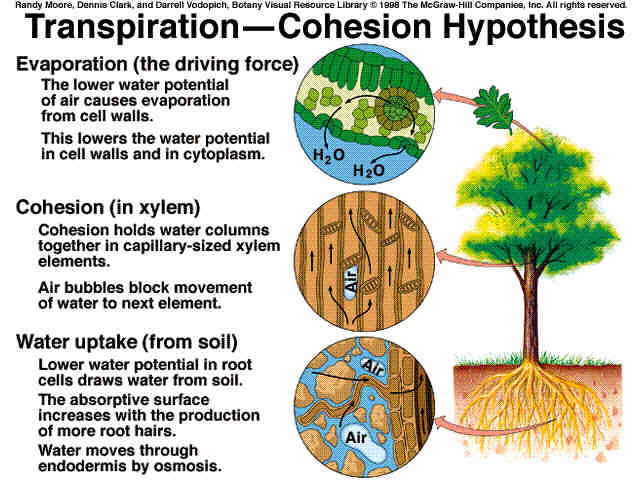 Randy Moore, Dennis Clark, and Darrell Vodopich, Botany Visual Resource Library © 1998 The McGraw-Hill Companies, Inc. All rights reserved.
Transpiration—Cohesion Hypothesis
Evaporation (the driving force)
The lower water potential
of air causes evaporation
from cell walls.
This lowers the water potential
in cell walls and in cytoplasm.
H₂O
H₂O
Cohesion (in xylem)
Cohesion holds water columns
together in capillary-sized xylem
elements.
Air bubbles block movement
of water to next element.
Air
Water uptake (from soil)
Lower water potential in root
cells draws water from soil.
The absorptive surface
increases with the production
of more root hairs.
Water moves through
endodermis by osmosis.
Air
Air